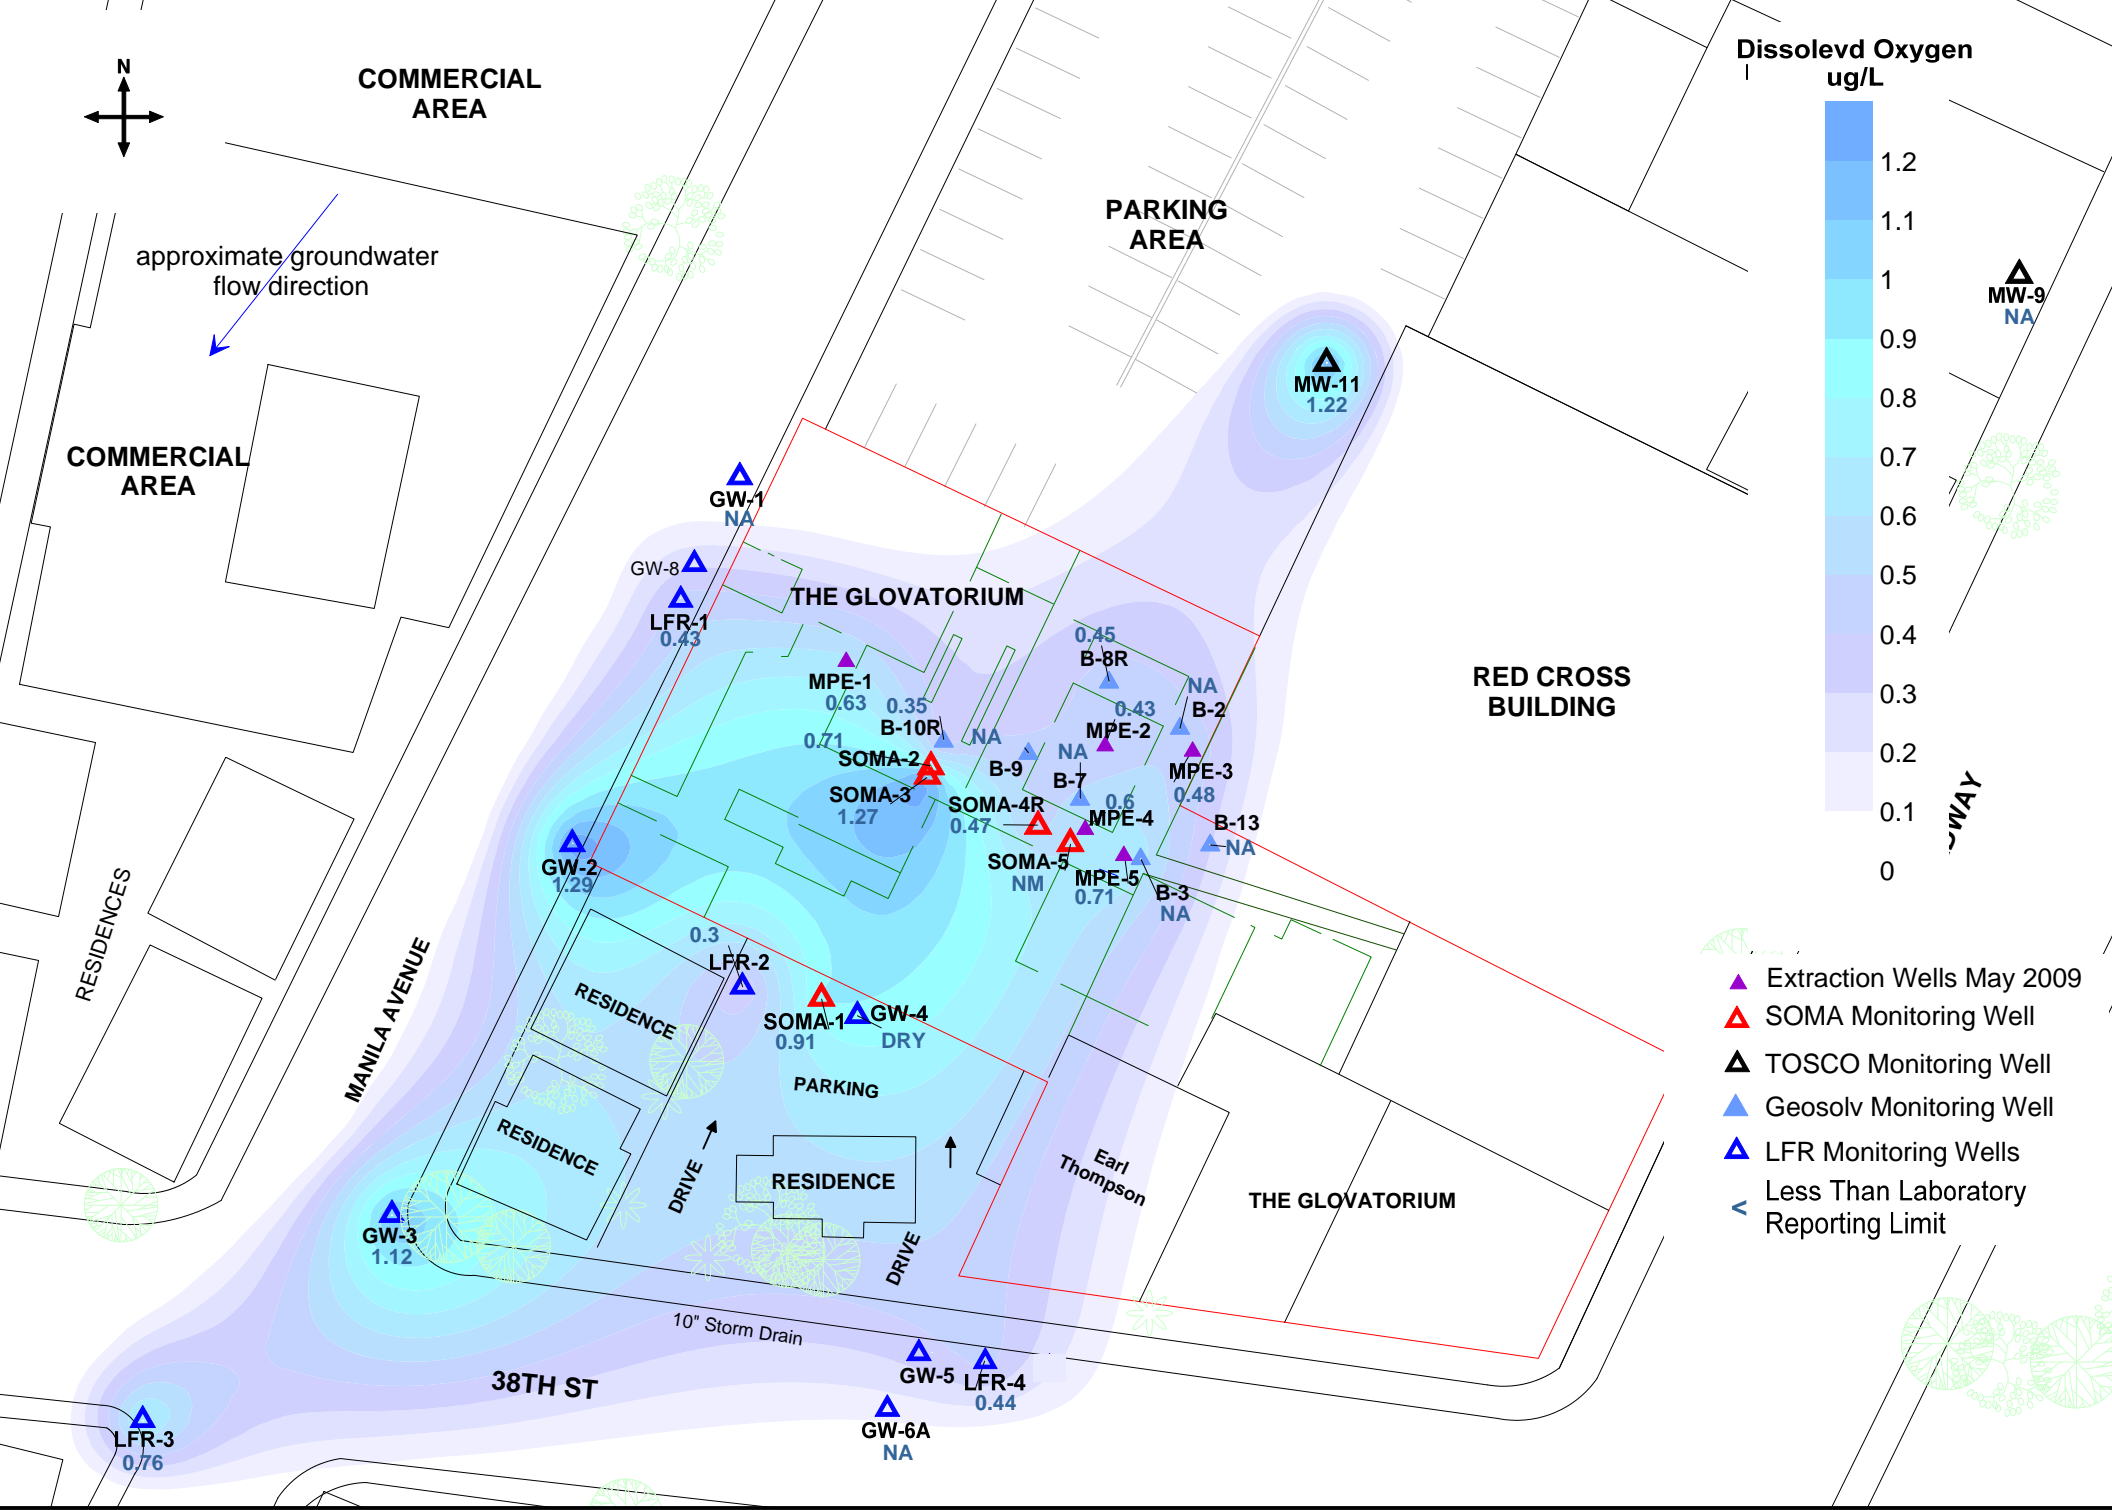 N
COMMERCIAL
AREA
approximate groundwater
flow direction
COMMERCIAL
AREA
PARKING
AREA
Dissolevd Oxygen
ug/L
1.2
1.1
1
0.9
0.8
0.7
0.6
0.5
0.4
0.3
0.2
0.1
0
MW-9
NA
MW-11
1.22
GW-1
NA
GW-8
LFR-1
0.43
THE GLOVATORIUM
MPE-1
0.63
0.35
B-10R
0.71
SOMA-2
SOMA-3
1.27
0.45
B-8R
NA
B-2
0.43
MPE-2
NA
B-9
NA
B-7
MPE-3
0.48
SOMA-4R
0.47
0.6
MPE-4
B-13
NA
SOMA-5
NM
MPE-5
0.71
B-3
NA
RED CROSS
BUILDING
WAY
GW-2
1.29
0.3
LFR-2
SOMA-1
0.91
GW-4
DRY
RESIDENCES
MANILA AVENUE
RESIDENCE
RESIDENCE
PARKING
DRIVE
RESIDENCE
DRIVE
Earl
Thompson
THE GLOVATORIUM
GW-3
1.12
10" Storm Drain
38TH ST
GW-5
LFR-4
0.44
GW-6A
NA
LFR-3
0.76
Extraction Wells May 2009
SOMA Monitoring Well
TOSCO Monitoring Well
Geosolv Monitoring Well
LFR Monitoring Wells
< Less Than Laboratory
Reporting Limit